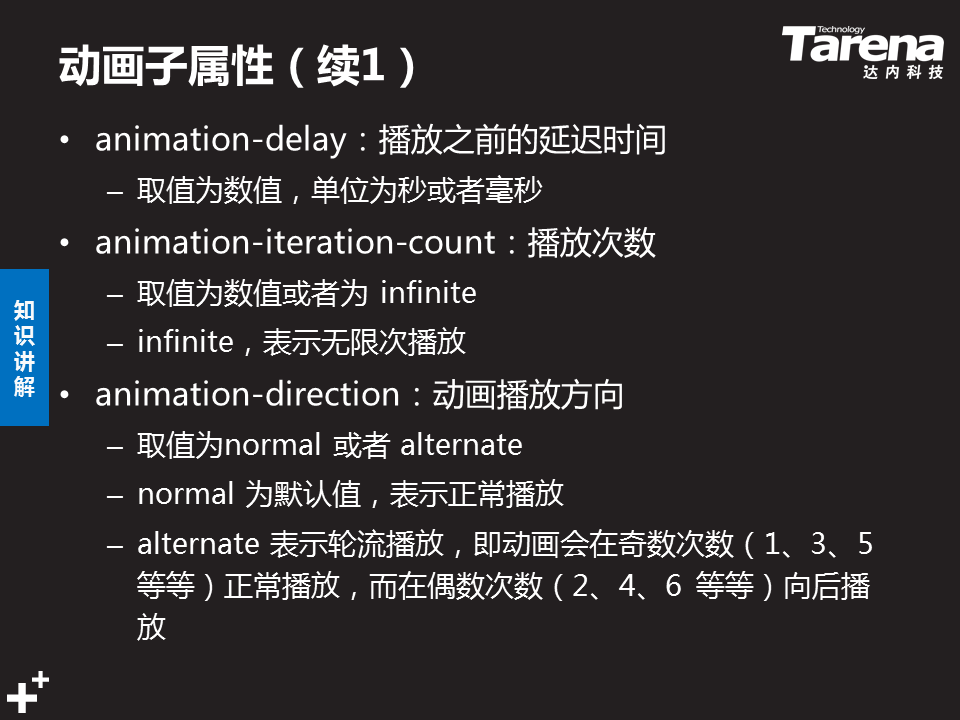 动画子属性（续1）
Technology
Tarena
达内科技
• animation-delay：播放之前的延迟时间
– 取值为数值，单位为秒或者毫秒
• animation-iteration-count：播放次数
– 取值为数值或者为 infinite
– infinite，表示无限次播放
知识讲解
• animation-direction：动画播放方向
– 取值为normal 或者 alternate
– normal 为默认值，表示正常播放
– alternate 表示轮流播放，即动画会在奇数次数（1、3、5
等等）正常播放，而在偶数次数（2、4、6 等等）向后播
放